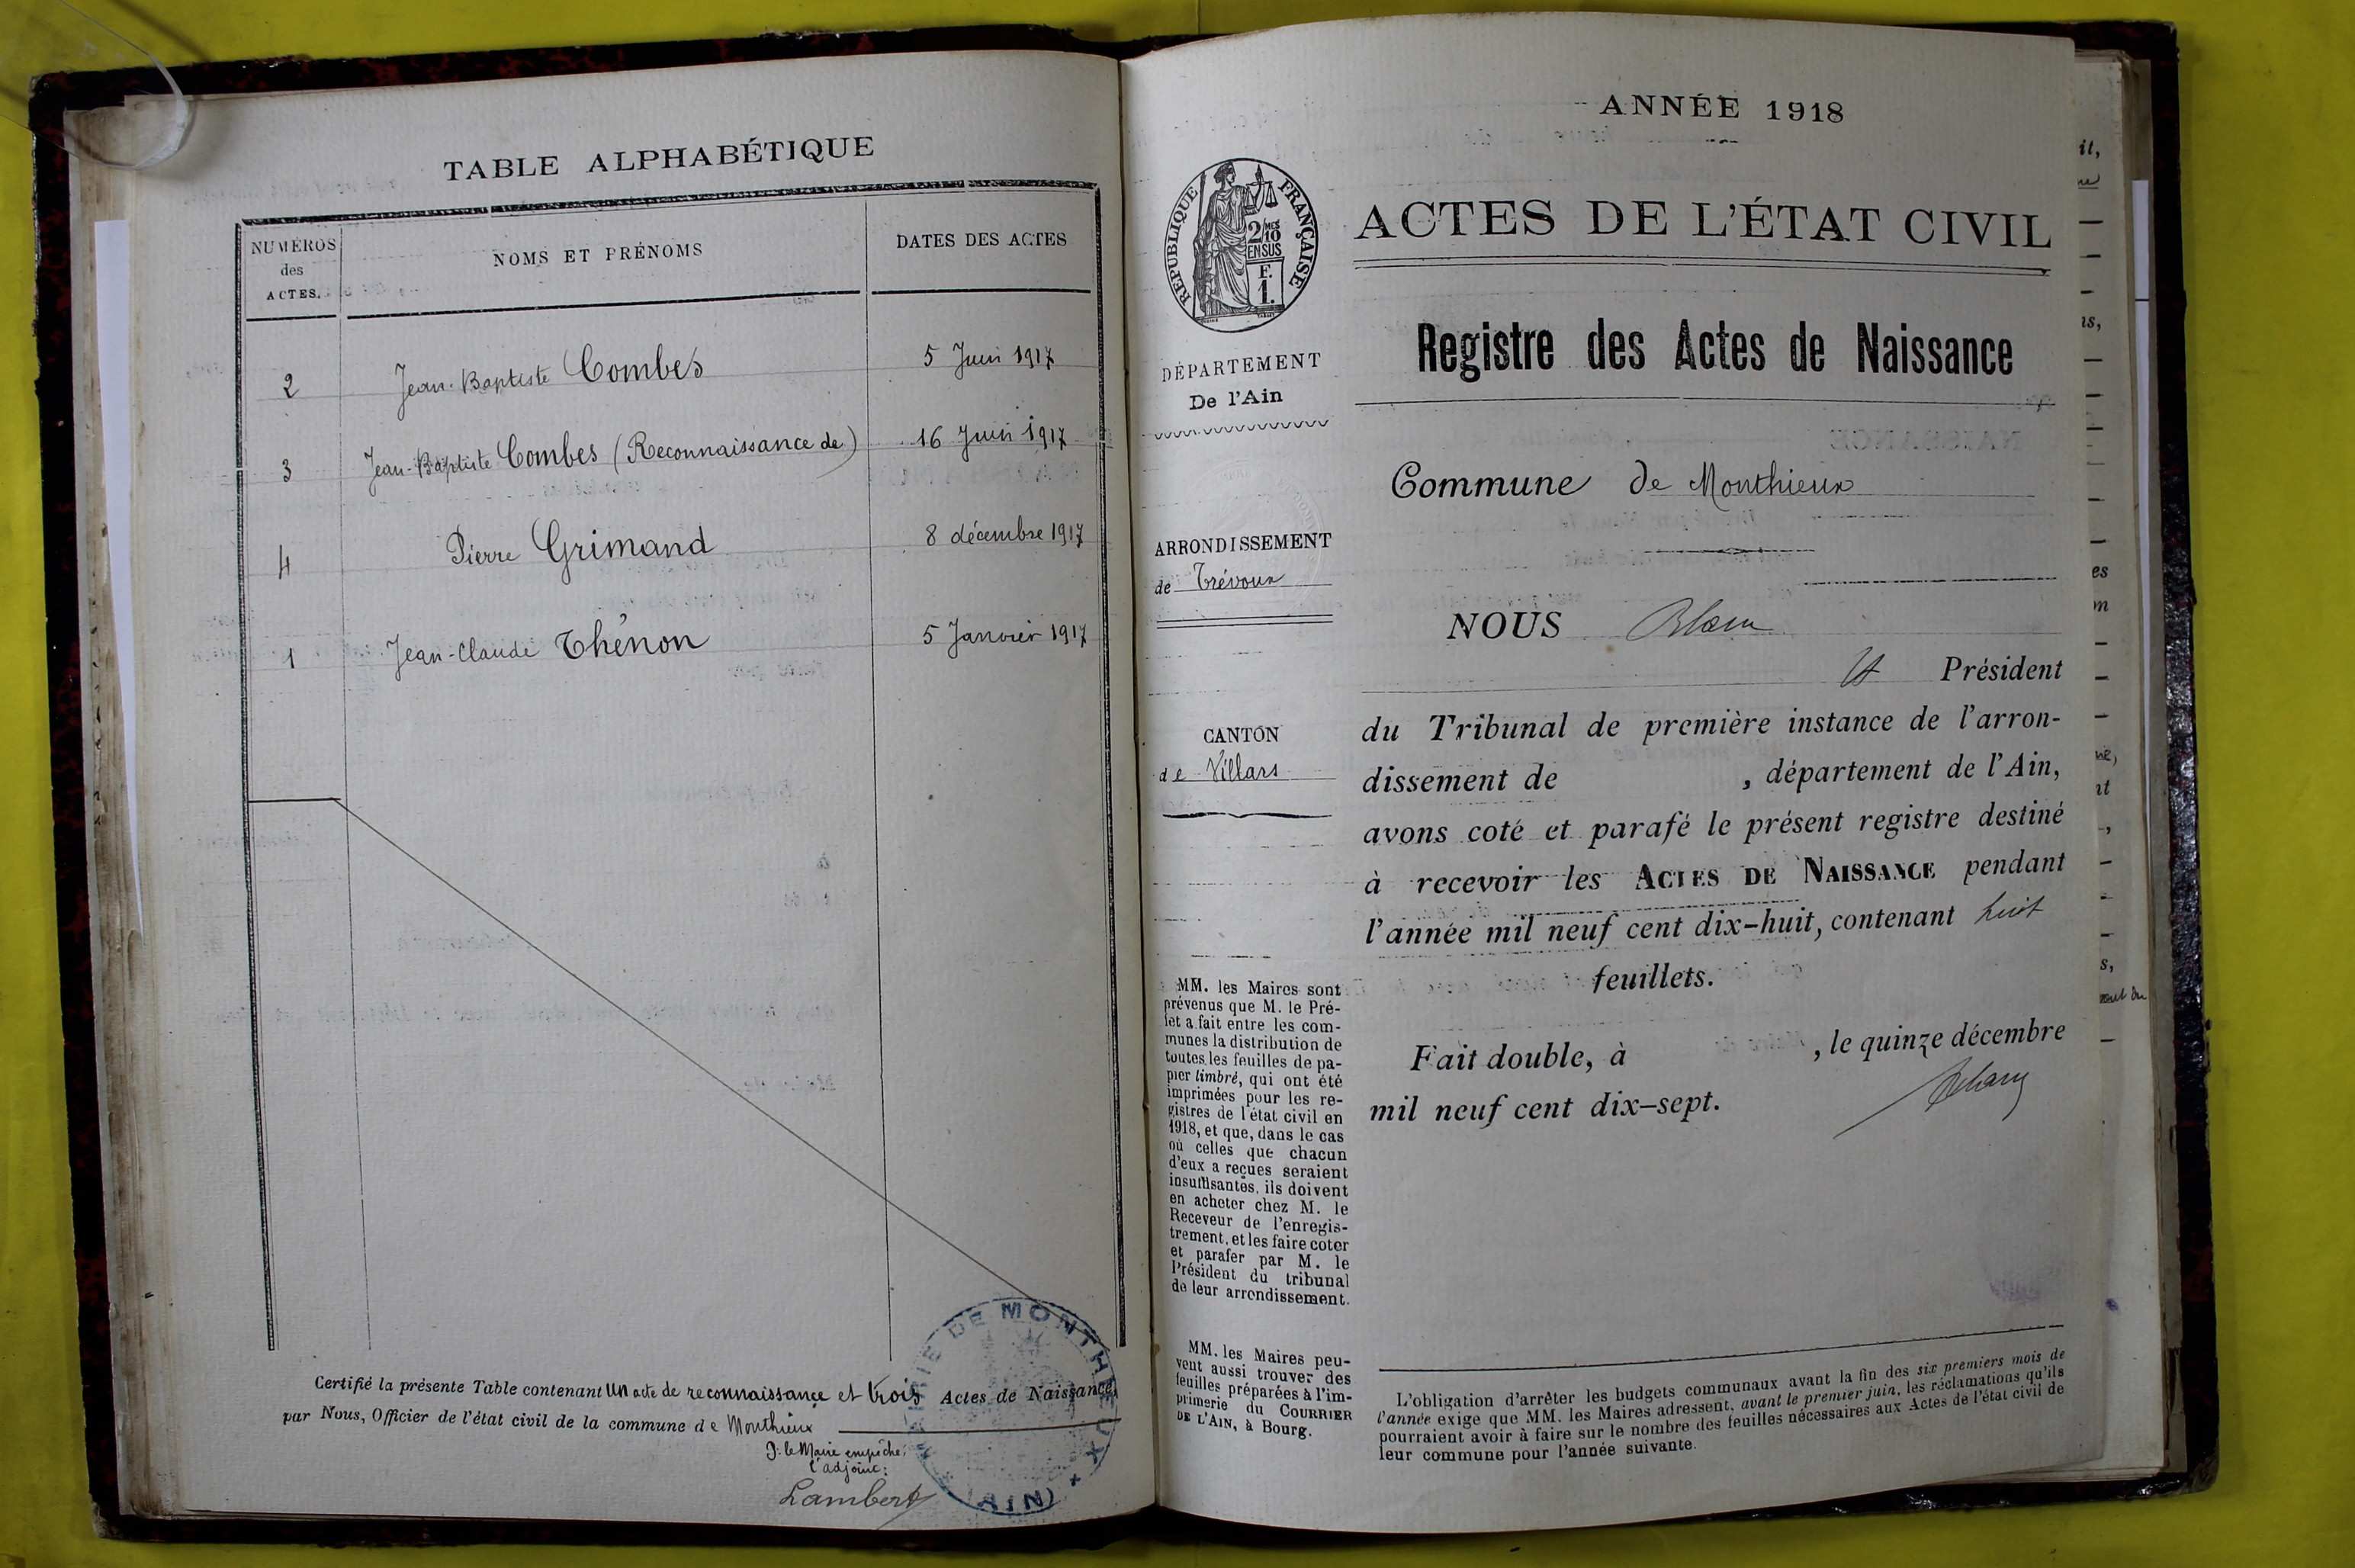 TABLE ALPHABÉTIQUE
NUMÉROS
des
ACTES.
NOMS ET PRÉNOMS
DATES DES ACTES
2 Jean-Baptiste Combes 5 Juin 1917
3 Jean-Baptiste Combes (Reconnaissance de) 16 Juin 1917
4 Pierre Grimand 8 décembre 1917
1 Jean-Claude Thénon 5 Janvier 1917
Certifié la présente Table contenant un acte de reconnaissance et trois Actes de Naissance,
par Nous, Officier de l'état civil de la commune de Monthieux
P. le Maire empêché;
l'adjoint:
Lambert
MAIRIE DE MONTHIEUX
(AIN)
ANNÉE 1918
RÉPUBLIQUE FRANÇAISE
2/MES
10
EN SUS
F.
1.
ACTES DE L'ÉTAT CIVIL
Registre des Actes de Naissance
DÉPARTEMENT
De l'Ain
ARRONDISSEMENT
de Trévoux
CANTON
de Villars
MM. les Maires sont
prévenus que M. le Pré-
fet a fait entre les com-
munes la distribution de
toutes les feuilles de pa-
pier timbré, qui ont été
imprimées pour les re-
gistres de l'état civil en
1918, et que, dans le cas
où celles que chacun
d'eux a reçues seraient
insuffisantes, ils doivent
en acheter chez M. le
Receveur de l'enregis-
trement, et les faire coter
et parafer par M. le
Président du tribunal
de leur arrondissement.
MM. les Maires peu-
vent aussi trouver des
feuilles préparées à l'im-
primerie du COURRIER
DE L'AIN, à Bourg.
Commune de Monthieux
NOUS
Président
du Tribunal de première instance de l'arron-
dissement de , département de l'Ain,
avons coté et parafé le présent registre destiné
à recevoir les ACTES DE NAISSANCE pendant
l'année mil neuf cent dix-huit, contenant huit
feuillets.
Fait double, à , le quinze décembre
mil neuf cent dix-sept.
L'obligation d'arrêter les budgets communaux avant la fin des six premiers mois de
l'année exige que MM. les Maires adressent, avant le premier juin, les réclamations qu'ils
pourraient avoir à faire sur le nombre des feuilles nécessaires aux Actes de l'état civil de
leur commune pour l'année suivante.